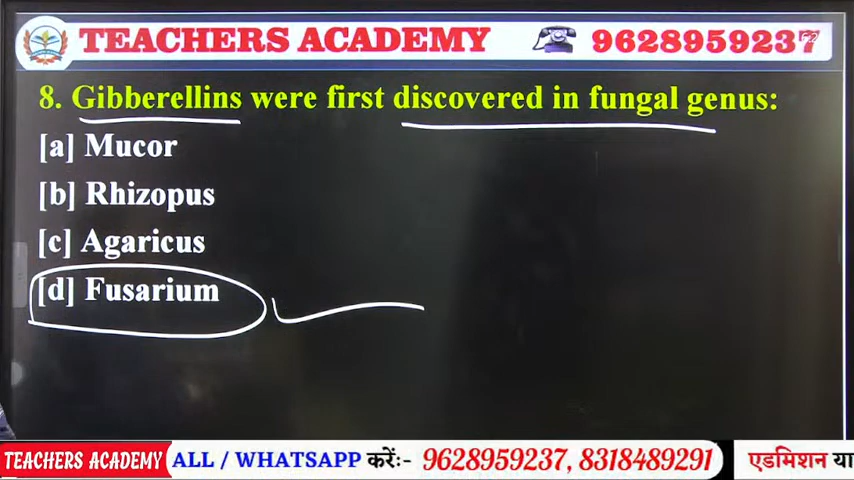 TEACHERS ACADEMY
9628959237
8. Gibberellins were first discovered in fungal genus:
[a] Mucor
[b] Rhizopus
[c] Agaricus
[d] Fusarium
TEACHERS ACADEMY ALL / WHATSAPP करेंः- 9628959237, 8318489291 एडमिशन या